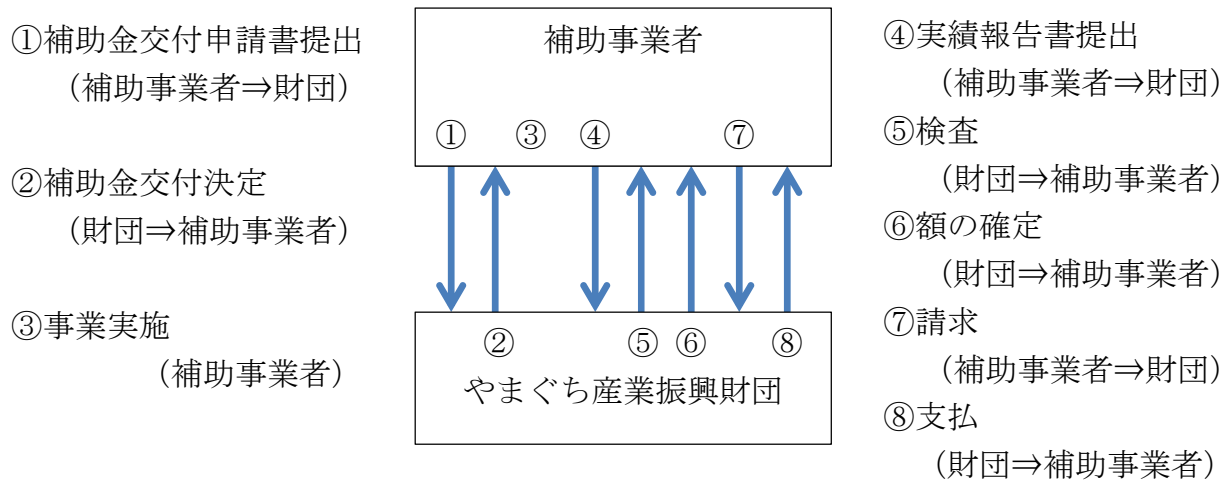 ①補助金交付申請書提出
（補助事業者⇒財団）
②補助金交付決定
（財団⇒補助事業者）
③事業実施
（補助事業者）
補助事業者
① ③ ④ ⑦
② ⑤ ⑥ ⑧
やまぐち産業振興財団
④実績報告書提出
（補助事業者⇒財団）
⑤検査
（財団⇒補助事業者）
⑥額の確定
（財団⇒補助事業者）
⑦請求
（補助事業者⇒財団）
⑧支払
（財団⇒補助事業者）